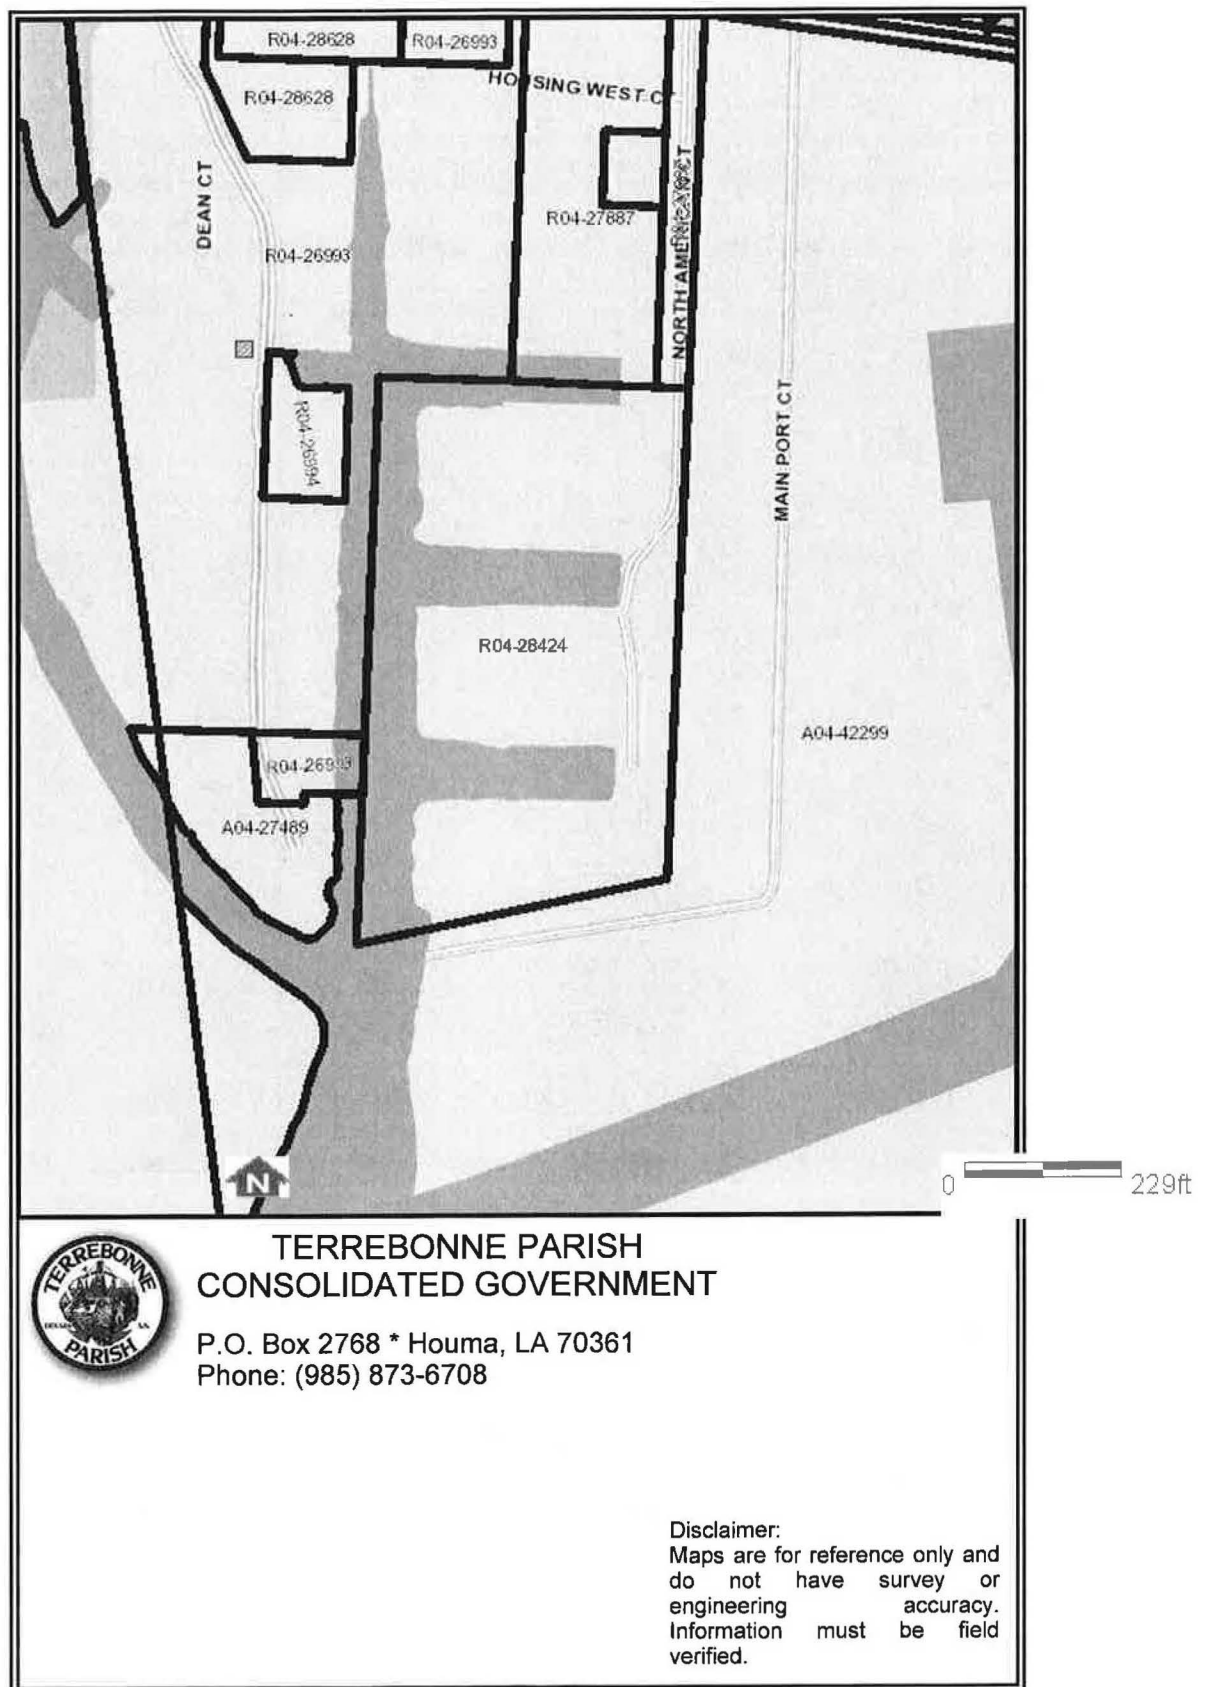 R04-28628
R04-26993
HOUSING WEST CT
R04-28628
DEAN CT
R04-27887
NORTH AMERICAN CT
R04-26993
MAIN PORT CT
R04-26994
R04-28424
A04-42299
R04-26993
A04-27489
N
0
229ft
TERREBONNE
PARISH
TERREBONNE PARISH
CONSOLIDATED GOVERNMENT
P.O. Box 2768 * Houma, LA 70361
Phone: (985) 873-6708
Disclaimer:
Maps are for reference only and
do not have survey or
engineering accuracy.
Information must be field
verified.